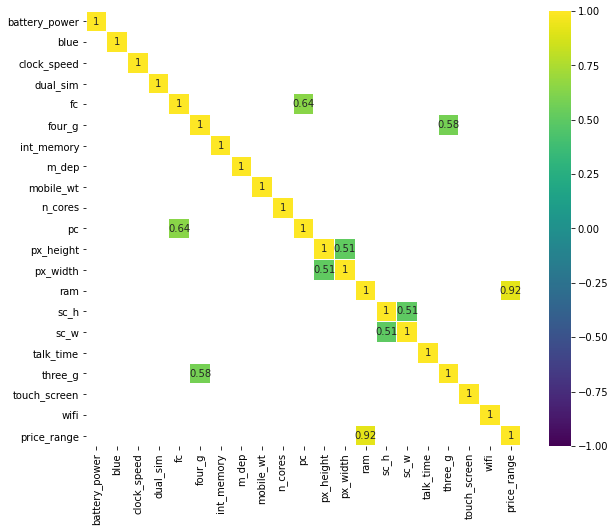 battery_power 1 1.00
blue 1
clock_speed 1 0.75
dual_sim 1
fc 1 0.64
0.50
four_g 1 0.58
int_memory 1
0.25
m_dep 1
mobile_wt 1
n_cores 1 0.00
pc 0.64 1
px_height 1 0.51
−0.25
px_width 0.51 1
ram 1 0.92
sc_h 1 0.51 −0.50
sc_w 0.51 1
talk_time 1
three_g 0.58 1 −0.75
touch_screen 1
wifi 1
price_range 0.92 1 −1.00
battery_power blue clock_speed dual_sim fc four_g int_memory m_dep mobile_wt n_cores pc px_height px_width ram sc_h sc_w talk_time three_g touch_screen wifi price_range